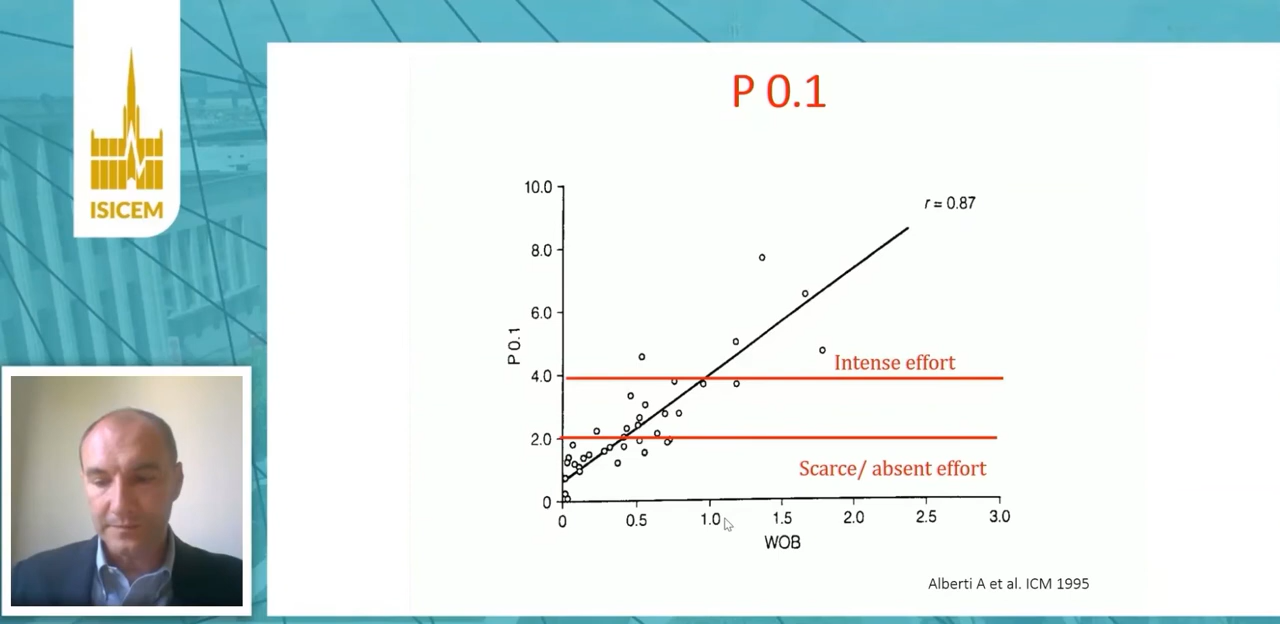 ISICEM
P 0.1
r = 0.87
10.0
8.0
6.0
4.0
2.0
0
P 0.1
Intense effort
Scarce/ absent effort
0
0.5
1.0
1.5
2.0
2.5
3.0
WOB
Alberti A et al. ICM 1995